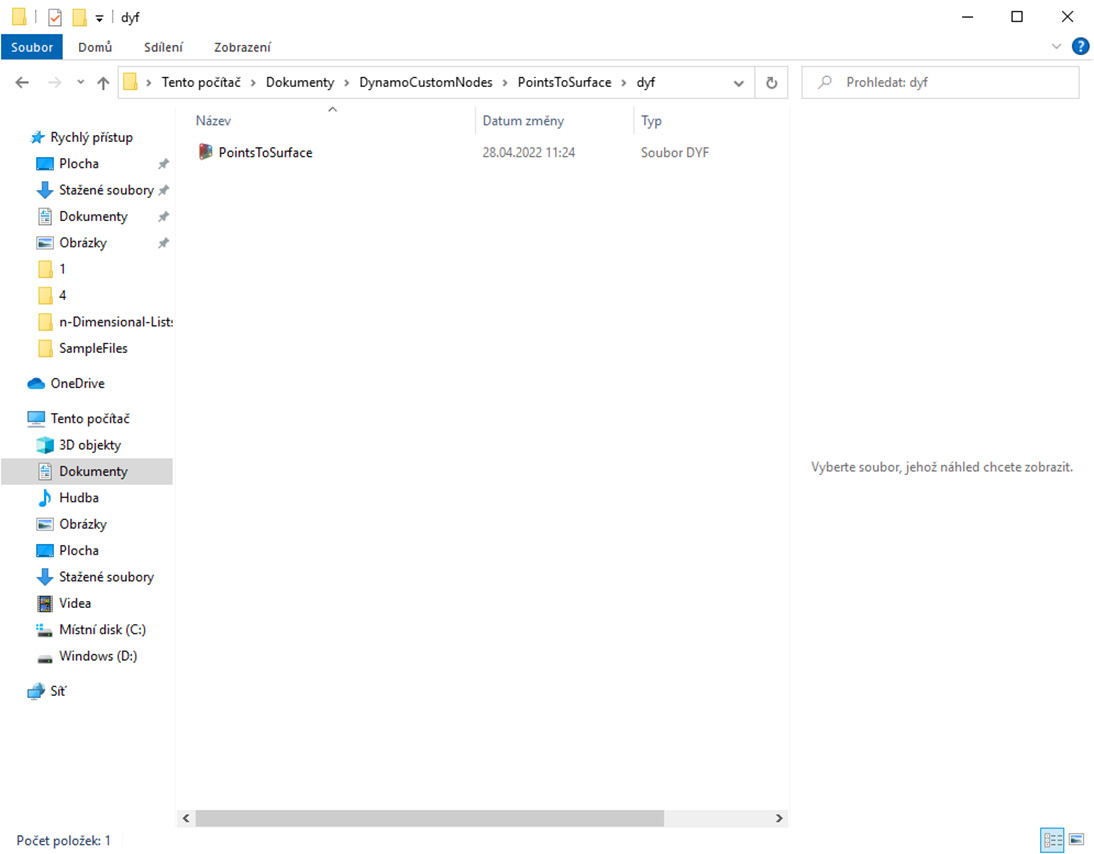 dyf
Soubor Domů Sdílení Zobrazení
Tento počítač Dokumenty DynamoCustomNodes PointsToSurface dyf
Prohledat: dyf
Název Datum změny Typ
PointsToSurface 28.04.2022 11:24 Soubor DYF
Rychlý přístup
Plocha
Stažené soubory
Dokumenty
Obrázky
1
4
n-Dimensional-Lists
SampleFiles
OneDrive
Tento počítač
3D objekty
Dokumenty
Hudba
Obrázky
Plocha
Stažené soubory
Videa
Místní disk (C:)
Windows (D:)
Síť
Vyberte soubor, jehož náhled chcete zobrazit.
Počet položek: 1